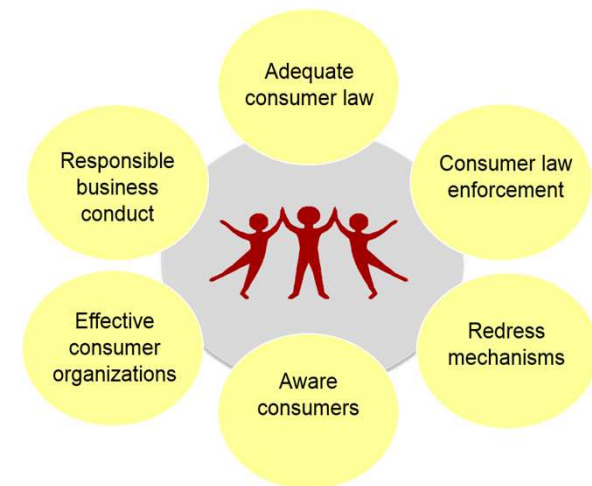 Adequate
consumer law
Consumer law
enforcement
Redress
mechanisms
Aware
consumers
Effective
consumer
organizations
Responsible
business
conduct